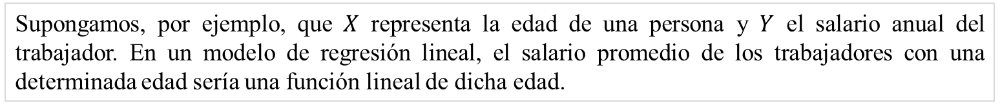 Supongamos, por ejemplo, que X representa la edad de una persona y Y el salario anual del
trabajador. En un modelo de regresión lineal, el salario promedio de los trabajadores con una
determinada edad sería una función lineal de dicha edad.